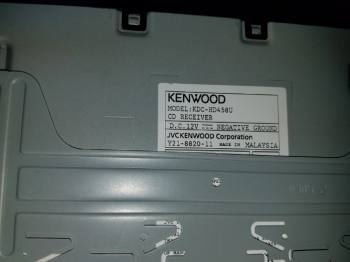 KENWOOD
MODEL:KDC-HD458U
CD RECEIVER
D.C. 12V NEGATIVE GROUND
JVCKENWOOD Corporation
Y21-8820-11 MADE IN MALAYSIA